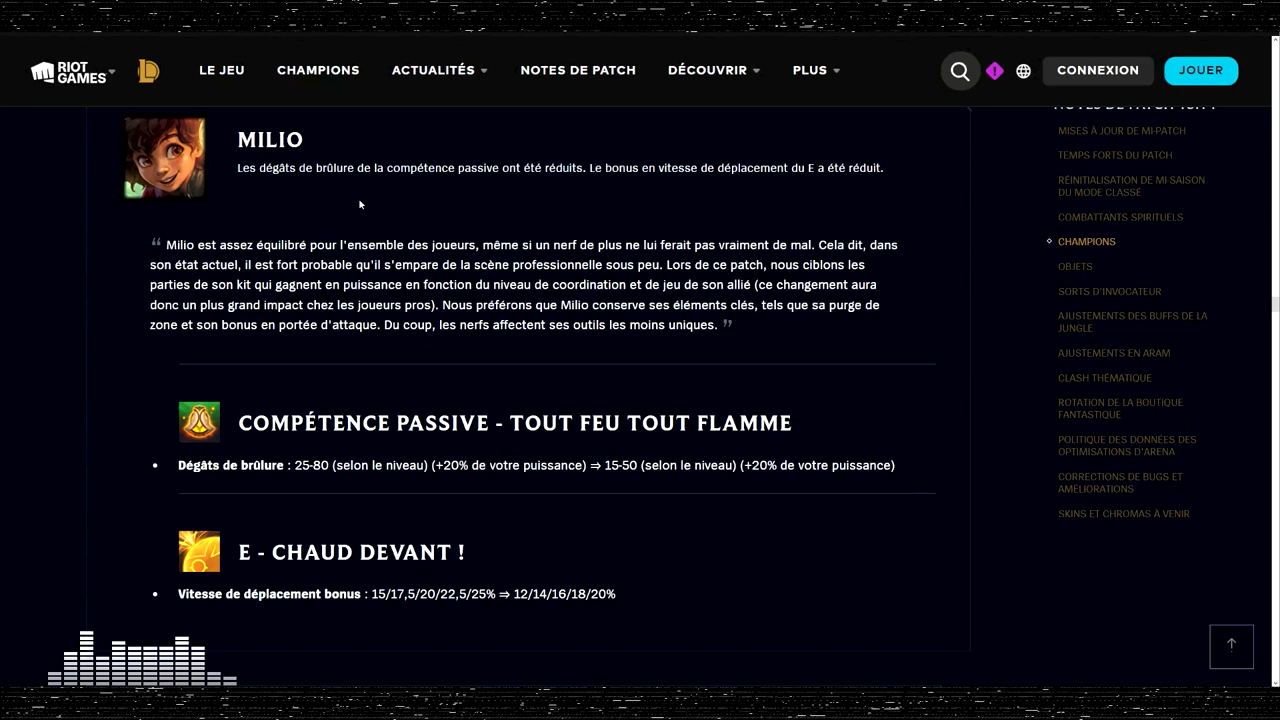 RIOT GAMES
LE JEU
CHAMPIONS
ACTUALITÉS
NOTES DE PATCH
DÉCOUVRIR
PLUS
CONNEXION
JOUER
MILIO
Les dégâts de brûlure de la compétence passive ont été réduits. Le bonus en vitesse de déplacement du E a été réduit.
“ Milio est assez équilibré pour l'ensemble des joueurs, même si un nerf de plus ne lui ferait pas vraiment de mal. Cela dit, dans
son état actuel, il est fort probable qu'il s'empare de la scène professionnelle sous peu. Lors de ce patch, nous ciblons les
parties de son kit qui gagnent en puissance en fonction du niveau de coordination et de jeu de son allié (ce changement aura
donc un plus grand impact chez les joueurs pros). Nous préférons que Milio conserve ses éléments clés, tels que sa purge de
zone et son bonus en portée d'attaque. Du coup, les nerfs affectent ses outils les moins uniques. ”
COMPÉTENCE PASSIVE - TOUT FEU TOUT FLAMME
• Dégâts de brûlure : 25-80 (selon le niveau) (+20% de votre puissance) ⇒ 15-50 (selon le niveau) (+20% de votre puissance)
E - CHAUD DEVANT !
• Vitesse de déplacement bonus : 15/17,5/20/22,5/25% ⇒ 12/14/16/18/20%
MISES À JOUR DE MI-PATCH
TEMPS FORTS DU PATCH
RÉINITIALISATION DE MI-SAISON
DU MODE CLASSÉ
COMBATTANTS SPIRITUELS
CHAMPIONS
OBJETS
SORTS D'INVOCATEUR
AJUSTEMENTS DES BUFFS DE LA
JUNGLE
AJUSTEMENTS EN ARAM
CLASH THÉMATIQUE
ROTATION DE LA BOUTIQUE
FANTASTIQUE
POLITIQUE DES DONNÉES DES
OPTIMISATIONS D'ARENA
CORRECTIONS DE BUGS ET
AMÉLIORATIONS
SKINS ET CHROMAS À VENIR